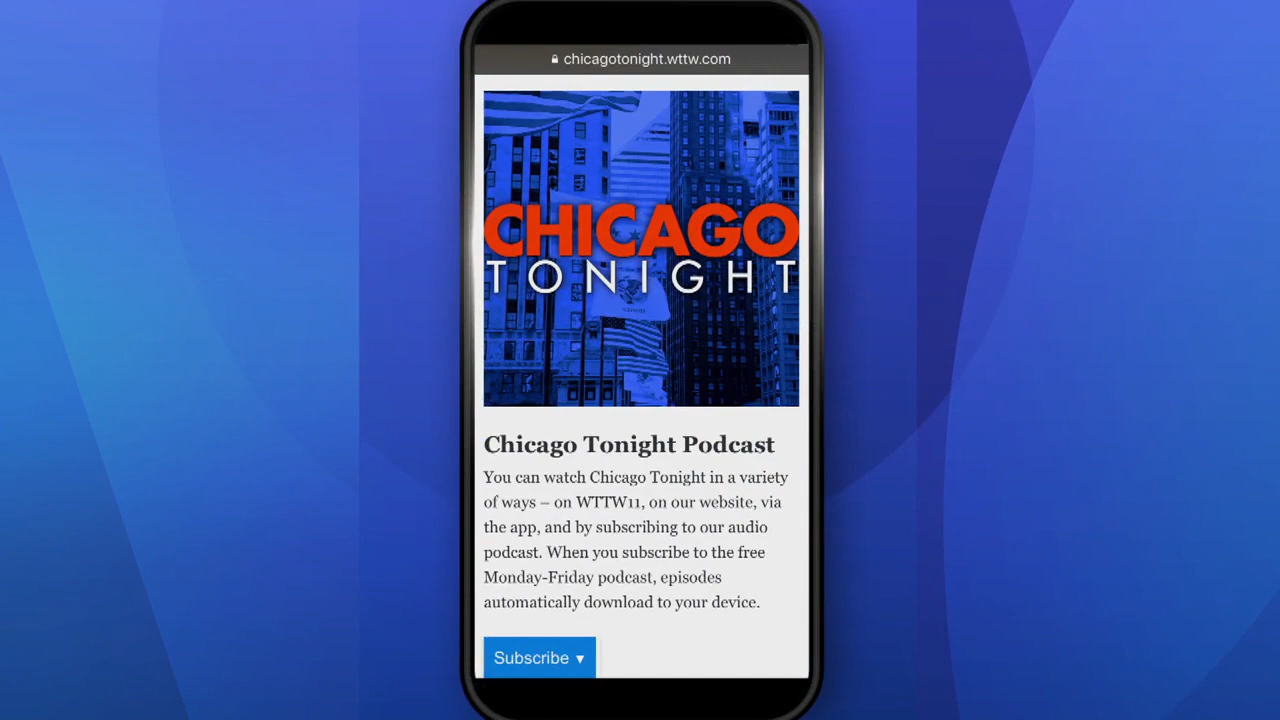 chicagotonight.wttw.com
CHICAGO
TONIGHT
Chicago Tonight Podcast
You can watch Chicago Tonight in a variety
of ways – on WTTW11, on our website, via
the app, and by subscribing to our audio
podcast. When you subscribe to the free
Monday-Friday podcast, episodes
automatically download to your device.
Subscribe ▾